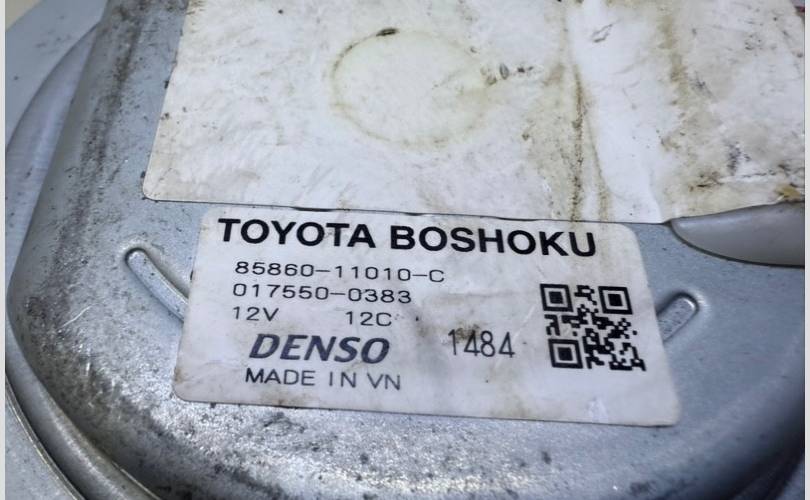 TOYOTA BOSHOKU
85860-11010-C
017550-0383
12V 12C
DENSO 1484
MADE IN VN